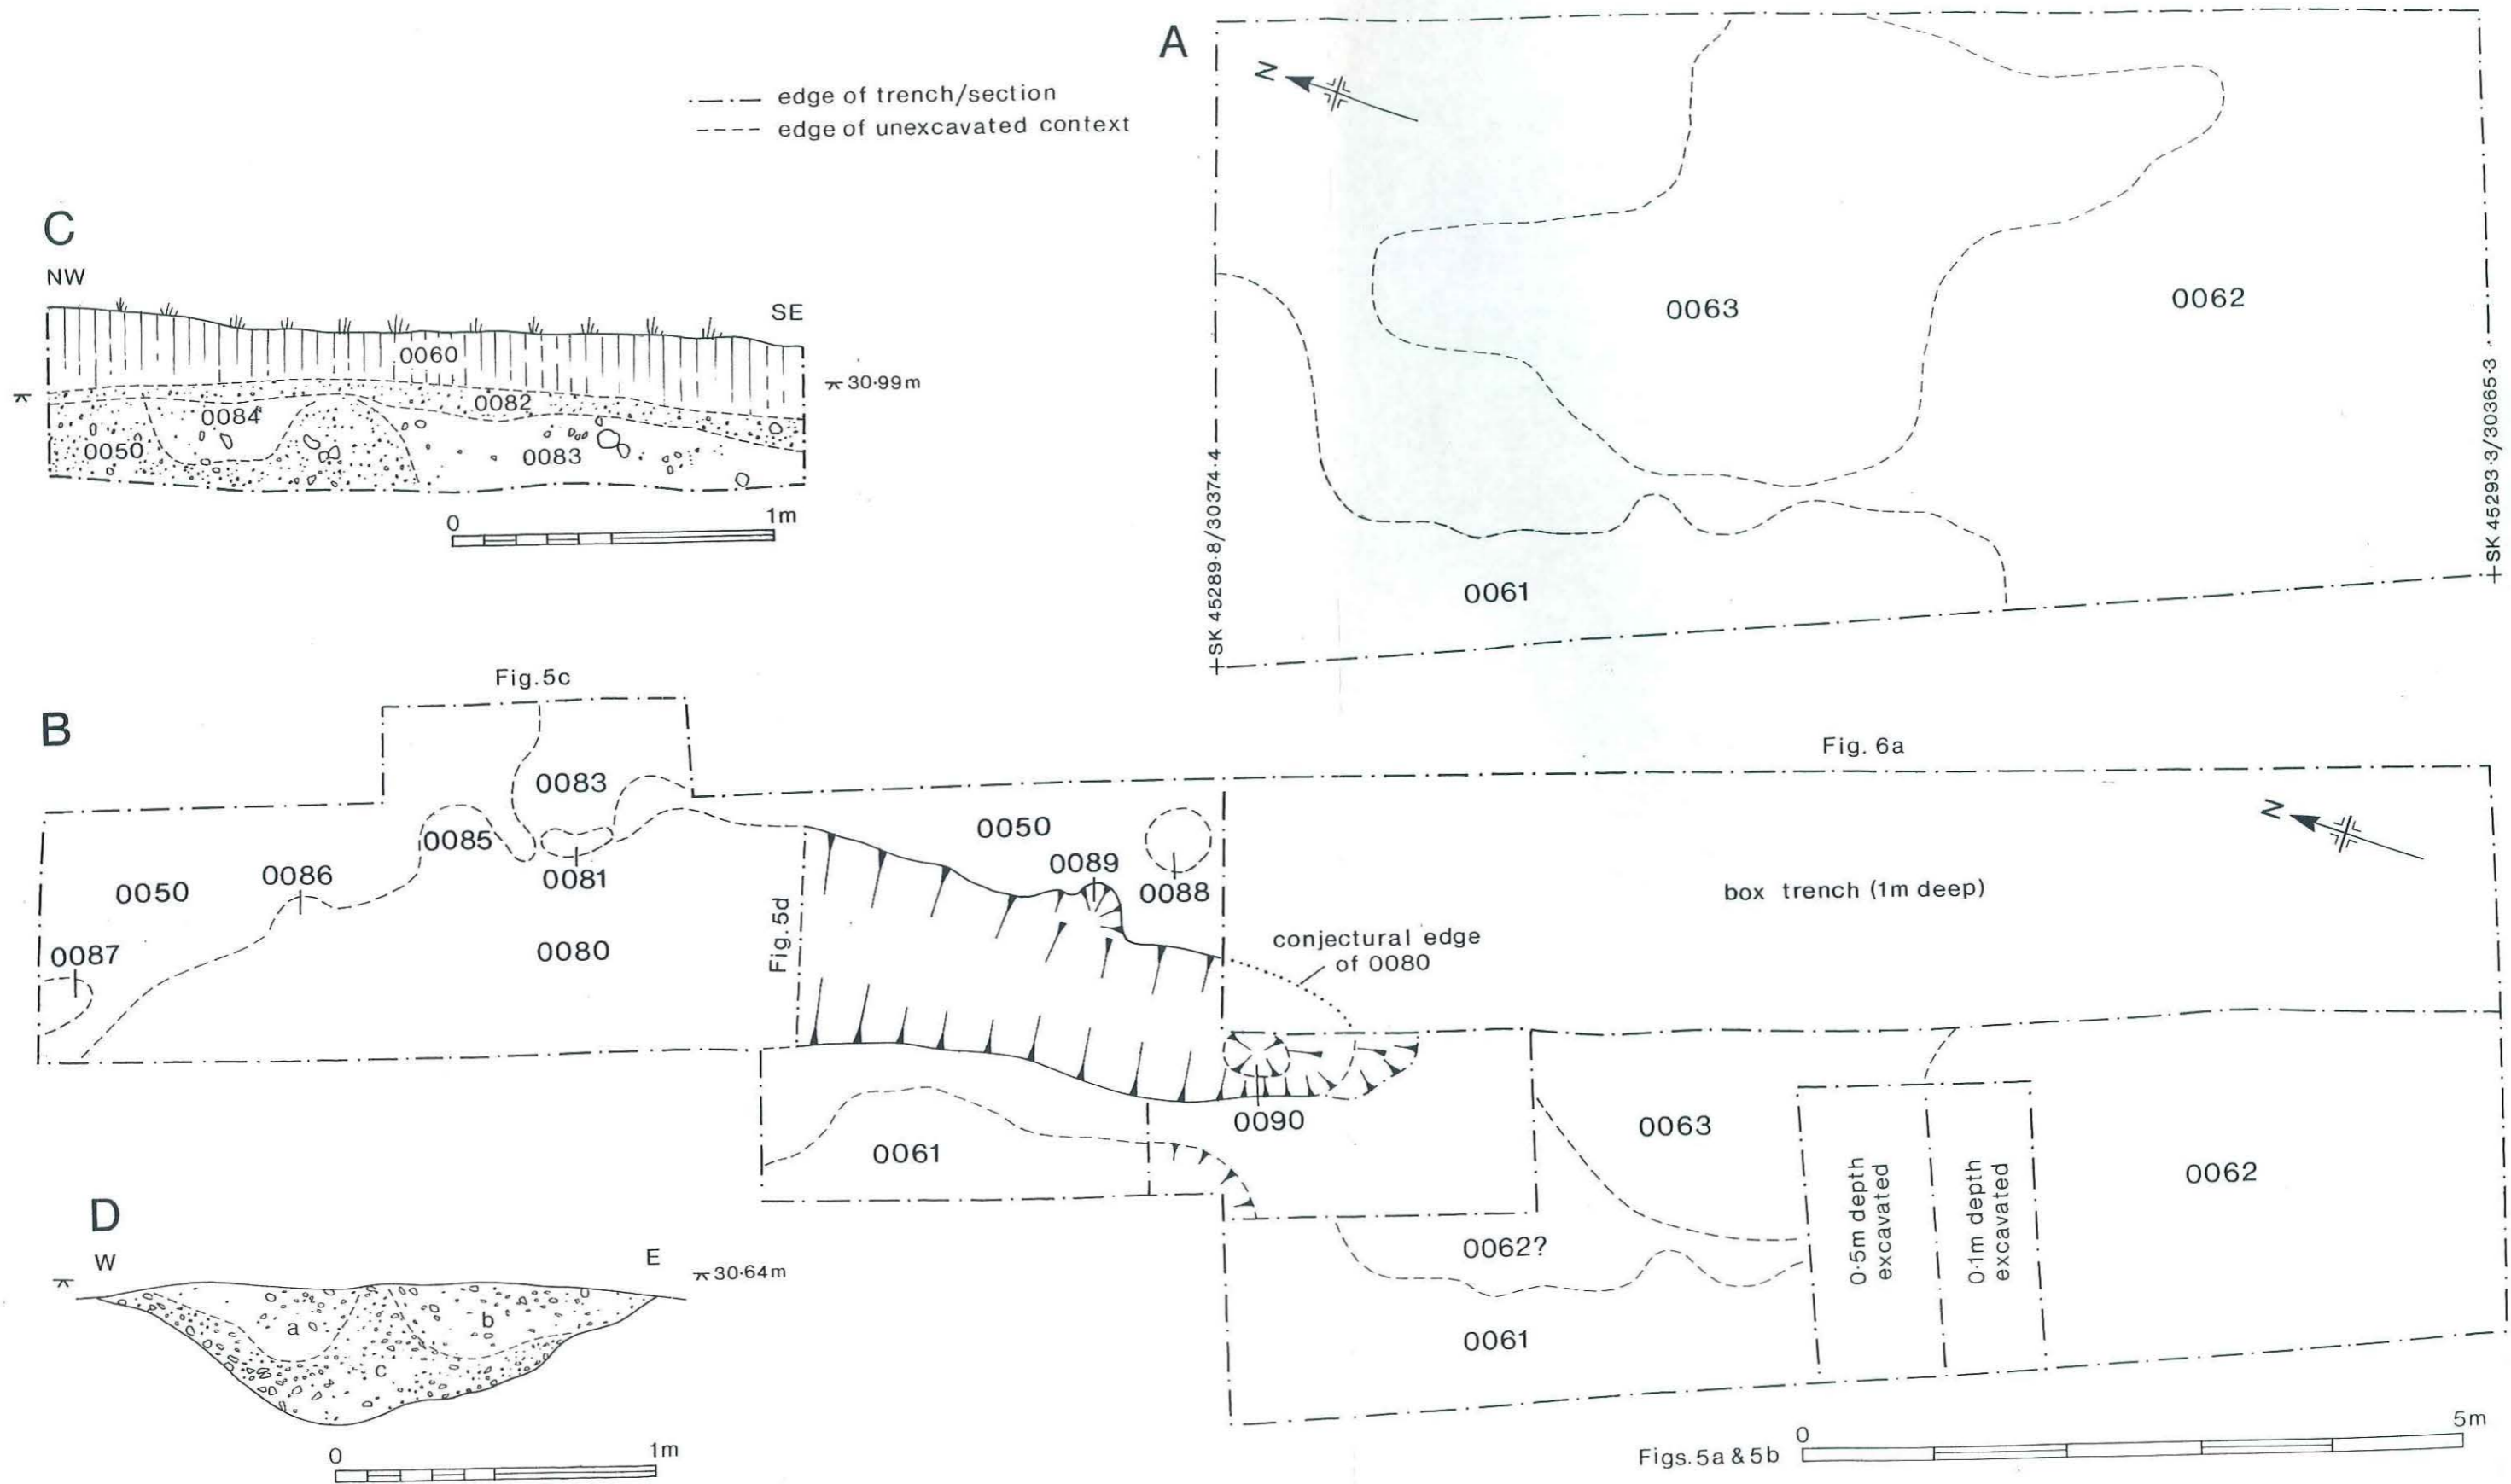 A
N
edge of trench/section
edge of unexcavated context
0063
0062
0061
SK 45289·8/30374·4
SK 45293·3/30365·3
C
NW
SE
0060
30·99m
0082
0084
0050
0083
0 1m
B
Fig.5c
Fig. 6a
0083
0085
0081
0086
0050
0087
0080
Fig.5d
0050
0089
0088
N
box trench (1m deep)
conjectural edge
of 0080
0090
0061
0063
0062?
0061
0·5m depth
excavated
0·1m depth
excavated
0062
D
W
E
30·64m
a
b
c
0 1m
Figs.5a & 5b
0 5m